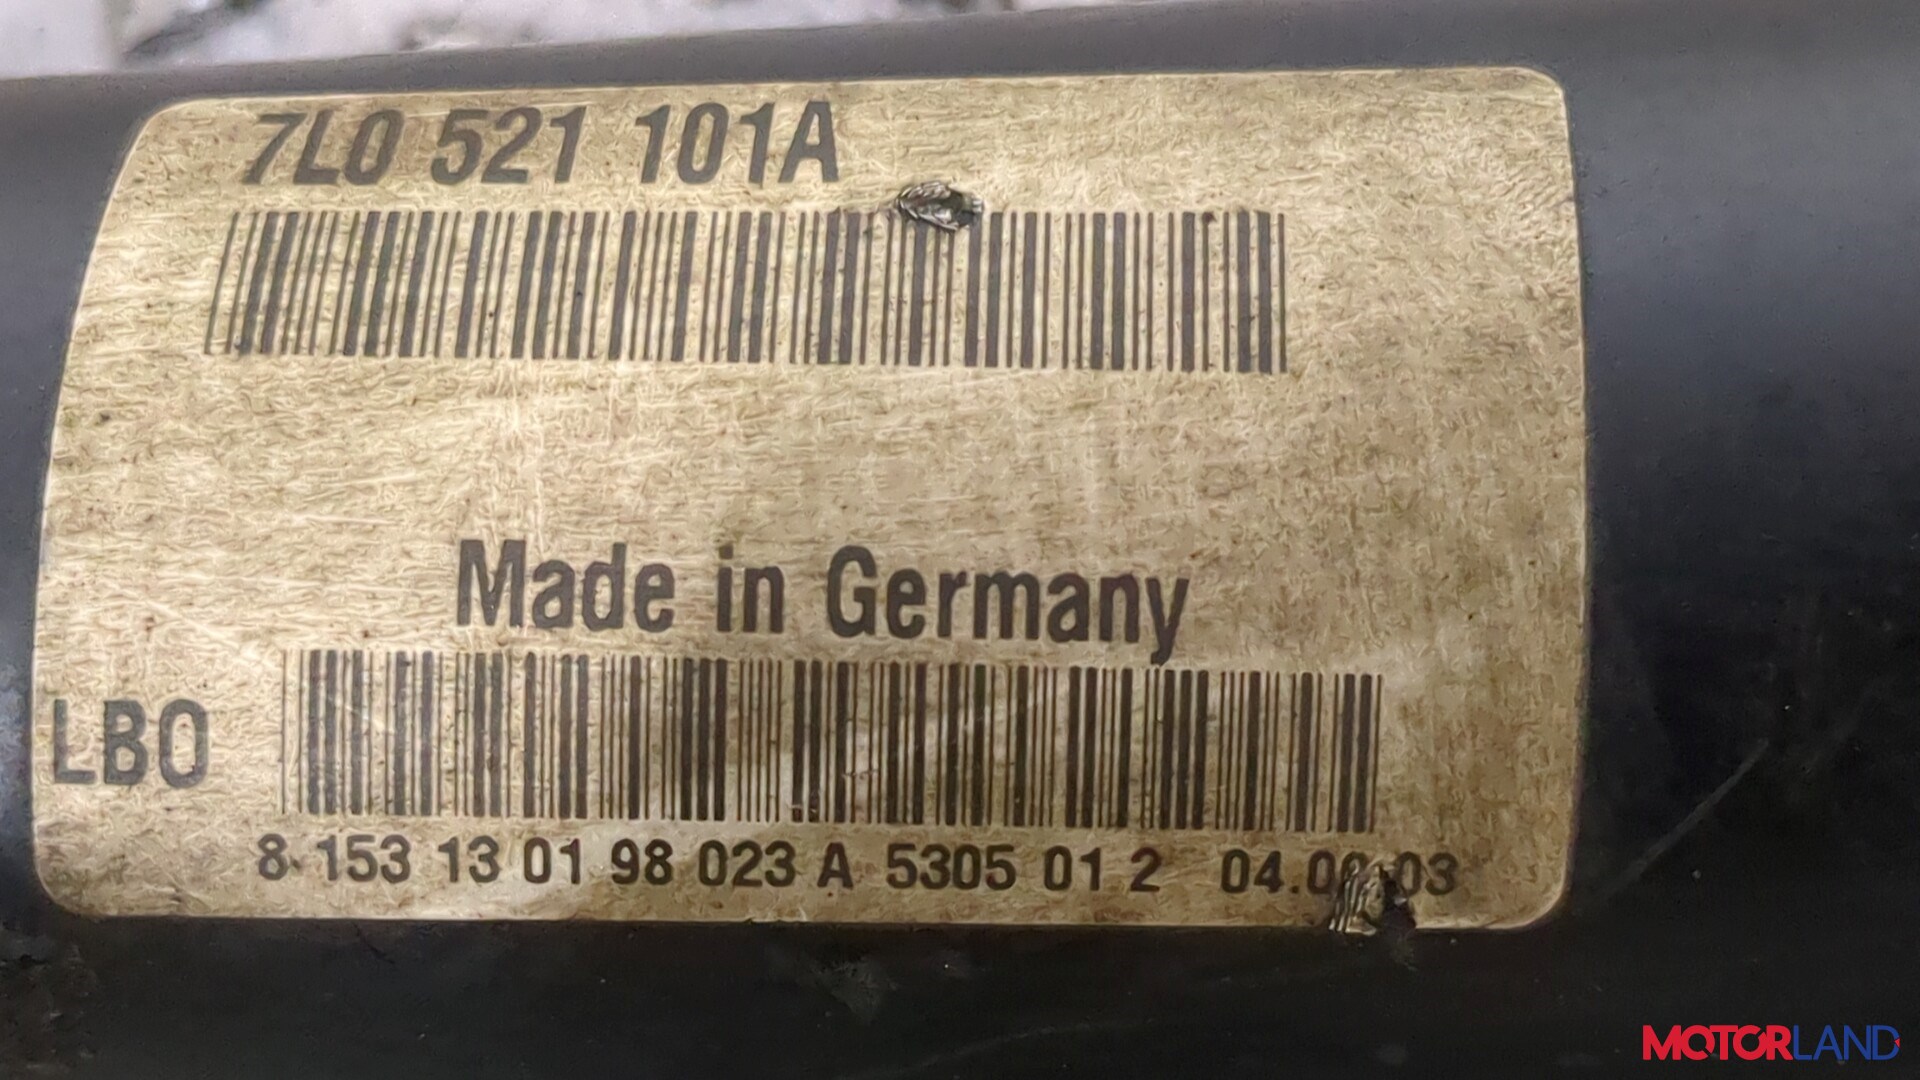 7L0 521 101A
Made in Germany
LBO
8 153 13 01 98 023 A 5305 01 2
MOTORLAND